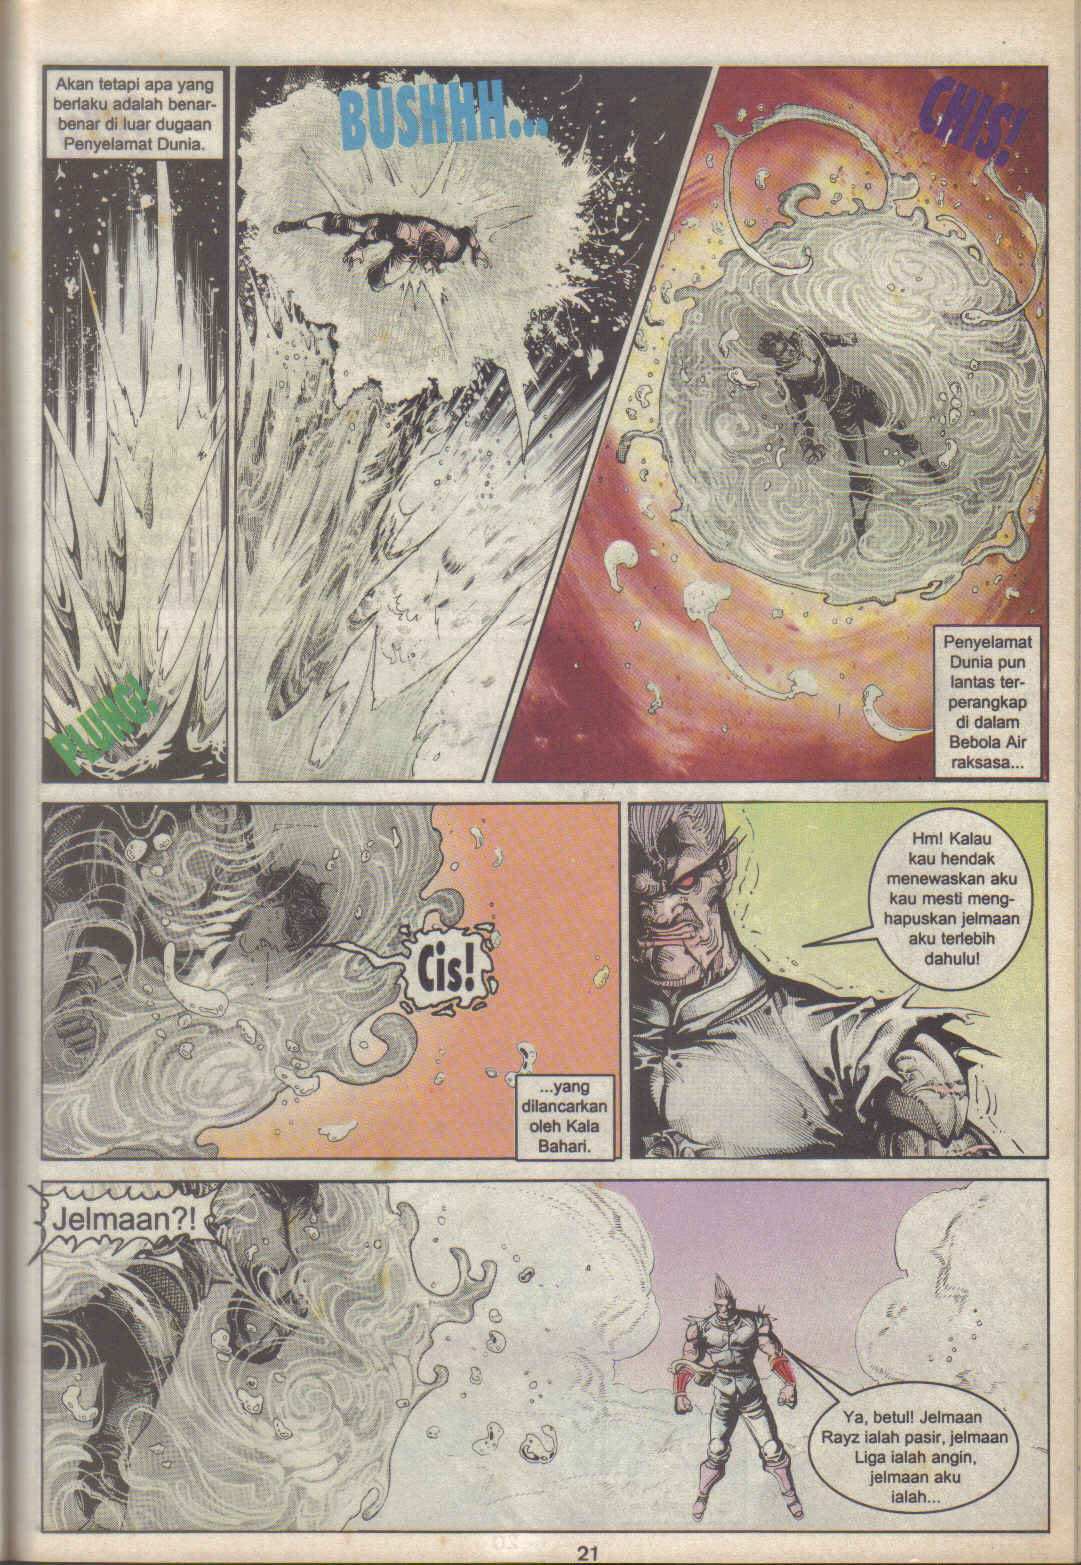 Akan tetapi apa yang
berlaku adalah benar-
benar di luar dugaan
Penyelamat Dunia.
PLUNG!
BUSHHH...
CHIS!
Penyelamat
Dunia pun
lantas ter-
perangkap
di dalam
Bebola Air
raksasa...
Cis!
...yang
dilancarkan
oleh Kala
Bahari.
Hm! Kalau
kau hendak
menewaskan aku
kau mesti meng-
hapuskan jelmaan
aku terlebih
dahulu!
Jelmaan?!
Ya, betul! Jelmaan
Rayz ialah pasir, jelmaan
Liga ialah angin,
jelmaan aku
ialah...
21